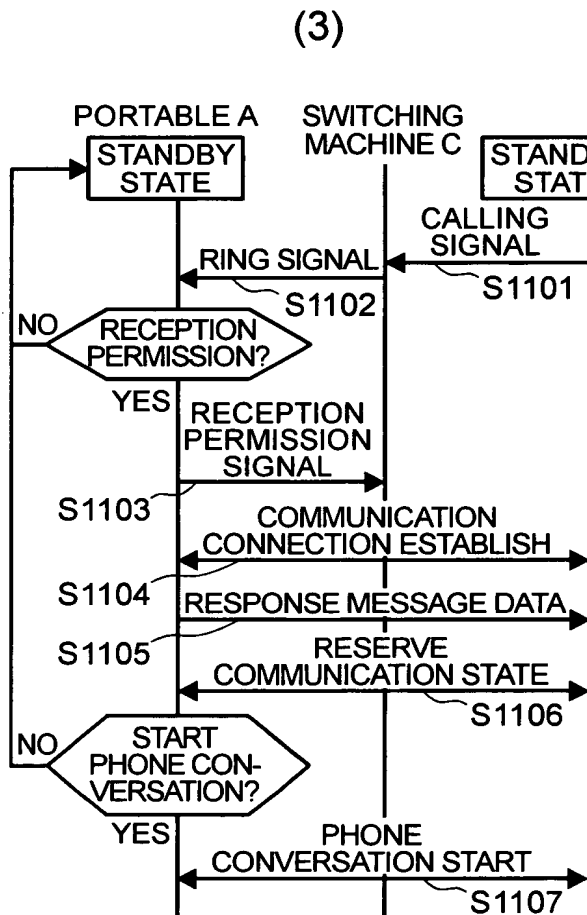 (3)
PORTABLE A
SWITCHING
MACHINE C
STANDBY
STATE
STAND
STAT
CALLING
SIGNAL
RING SIGNAL
S1101
S1102
NO
RECEPTION
PERMISSION?
YES
RECEPTION
PERMISSION
SIGNAL
S1103
COMMUNICATION
CONNECTION ESTABLISH
S1104
RESPONSE MESSAGE DATA
S1105
RESERVE
COMMUNICATION STATE
S1106
NO
START
PHONE CON-
VERSATION?
YES
PHONE
CONVERSATION START
S1107